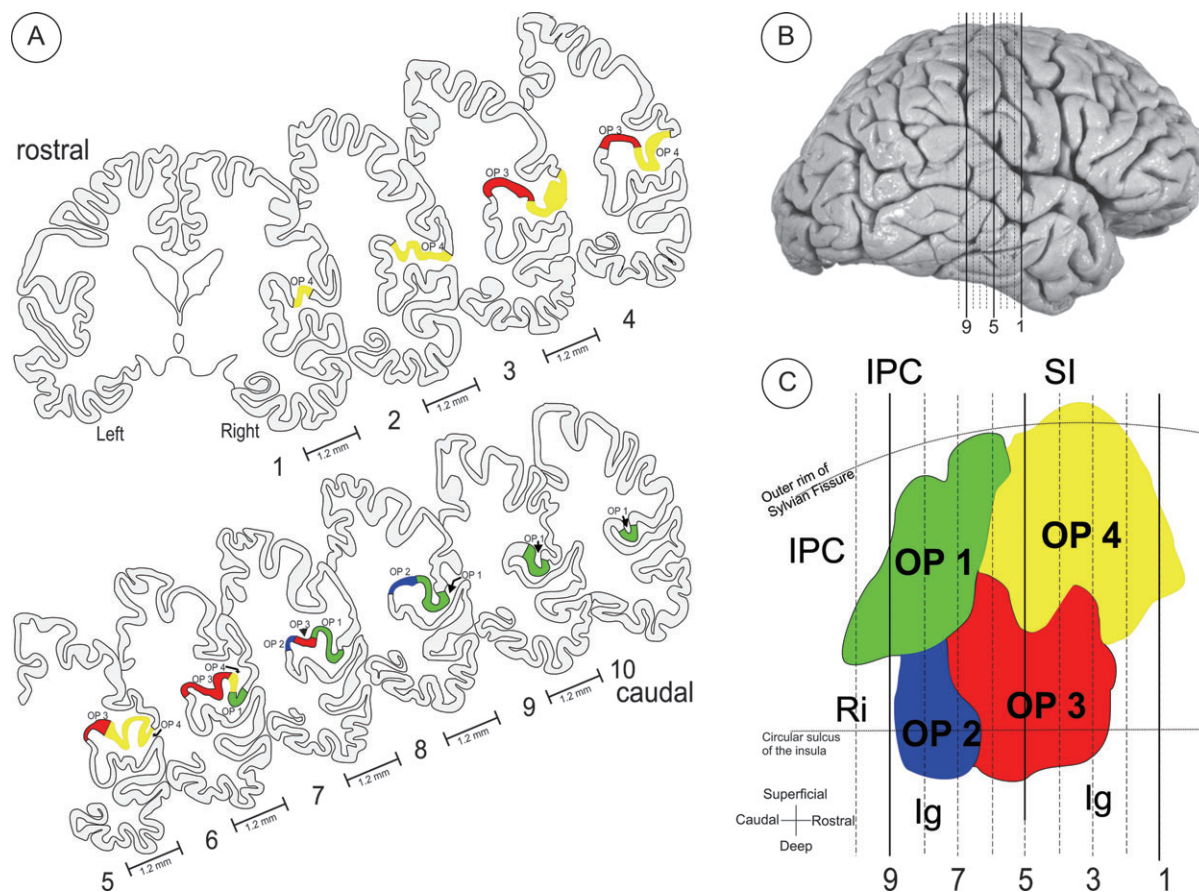 A
rostral
OP 4
Left
Right
1
1.2 mm
OP 4
2
1.2 mm
OP 3
3
1.2 mm
OP 3
OP 4
4
OP 3
OP 4
5
1.2 mm
OP 4
OP 3
OP 1
6
1.2 mm
OP 3
OP 1
OP 2
7
1.2 mm
OP 2
OP 1
8
1.2 mm
OP 1
9
1.2 mm
OP 1
10
caudal
B
9 5 1
C
IPC SI
Outer rim of
Sylvian Fissure
IPC
OP 1
OP 4
Ri
OP 2
OP 3
Circular sulcus
of the insula
Ig
Ig
Superficial
Caudal Rostral
Deep
9 7 5 3 1